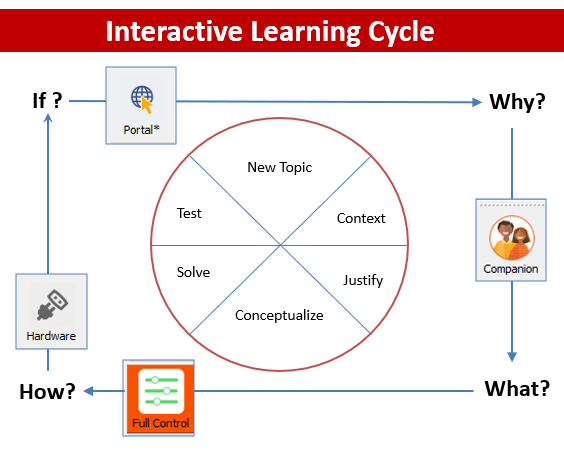 Interactive Learning Cycle
If ?
Portal*
Why?
New Topic
Test
Context
Companion
Solve
Justify
Hardware
Conceptualize
How?
Full Control
What?